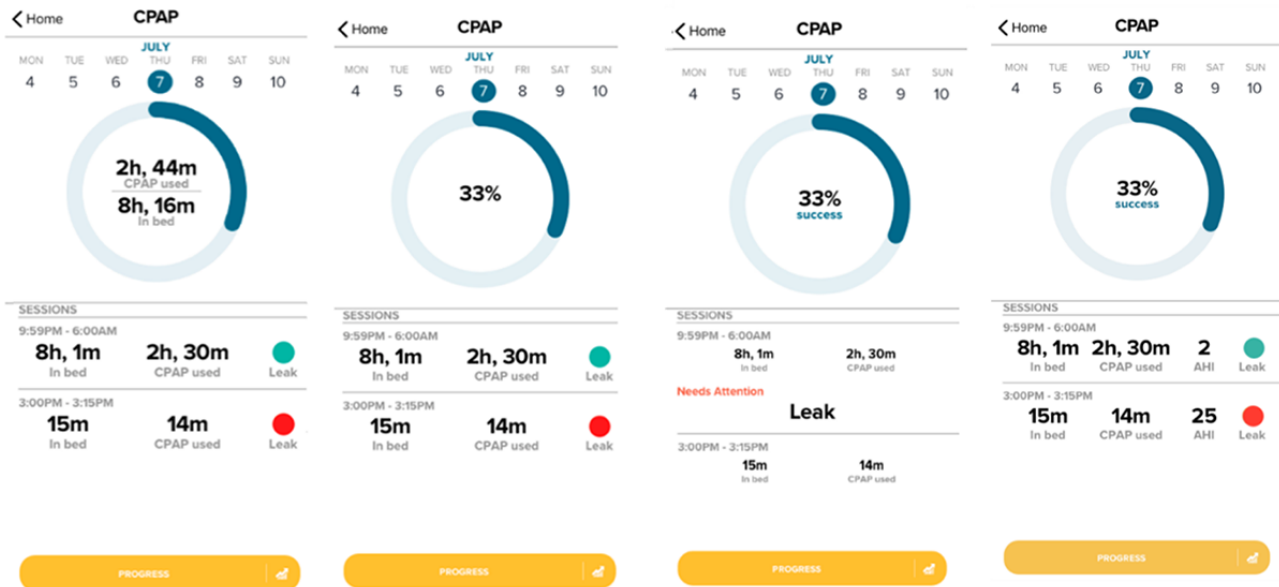 Home CPAP
JULY
MON TUE WED THU FRI SAT SUN
4 5 6 7 8 9 10
2h, 44m
CPAP used
8h, 16m
In bed
SESSIONS
9:59PM - 6:00AM
8h, 1m 2h, 30m
In bed CPAP used Leak
3:00PM - 3:15PM
15m 14m
In bed CPAP used Leak
PROGRESS
Home CPAP
JULY
MON TUE WED THU FRI SAT SUN
4 5 6 7 8 9 10
33%
SESSIONS
9:59PM - 6:00AM
8h, 1m 2h, 30m
In bed CPAP used Leak
3:00PM - 3:15PM
15m 14m
In bed CPAP used Leak
PROGRESS
Home CPAP
JULY
MON TUE WED THU FRI SAT SUN
4 5 6 7 8 9 10
33%
success
SESSIONS
9:59PM - 6:00AM
8h, 1m 2h, 30m
In bed CPAP used
Needs Attention
Leak
3:00PM - 3:15PM
15m 14m
In bed CPAP used
PROGRESS
Home CPAP
JULY
MON TUE WED THU FRI SAT SUN
4 5 6 7 8 9 10
33%
success
SESSIONS
9:59PM - 6:00AM
8h, 1m 2h, 30m 2
In bed CPAP used AHI Leak
3:00PM - 3:15PM
15m 14m 25
In bed CPAP used AHI Leak
PROGRESS